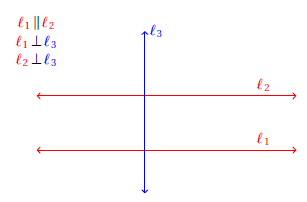 ℓ₁ ∥ ℓ₂
ℓ₁ ⊥ ℓ₃
ℓ₂ ⊥ ℓ₃
ℓ₃
ℓ₂
ℓ₁